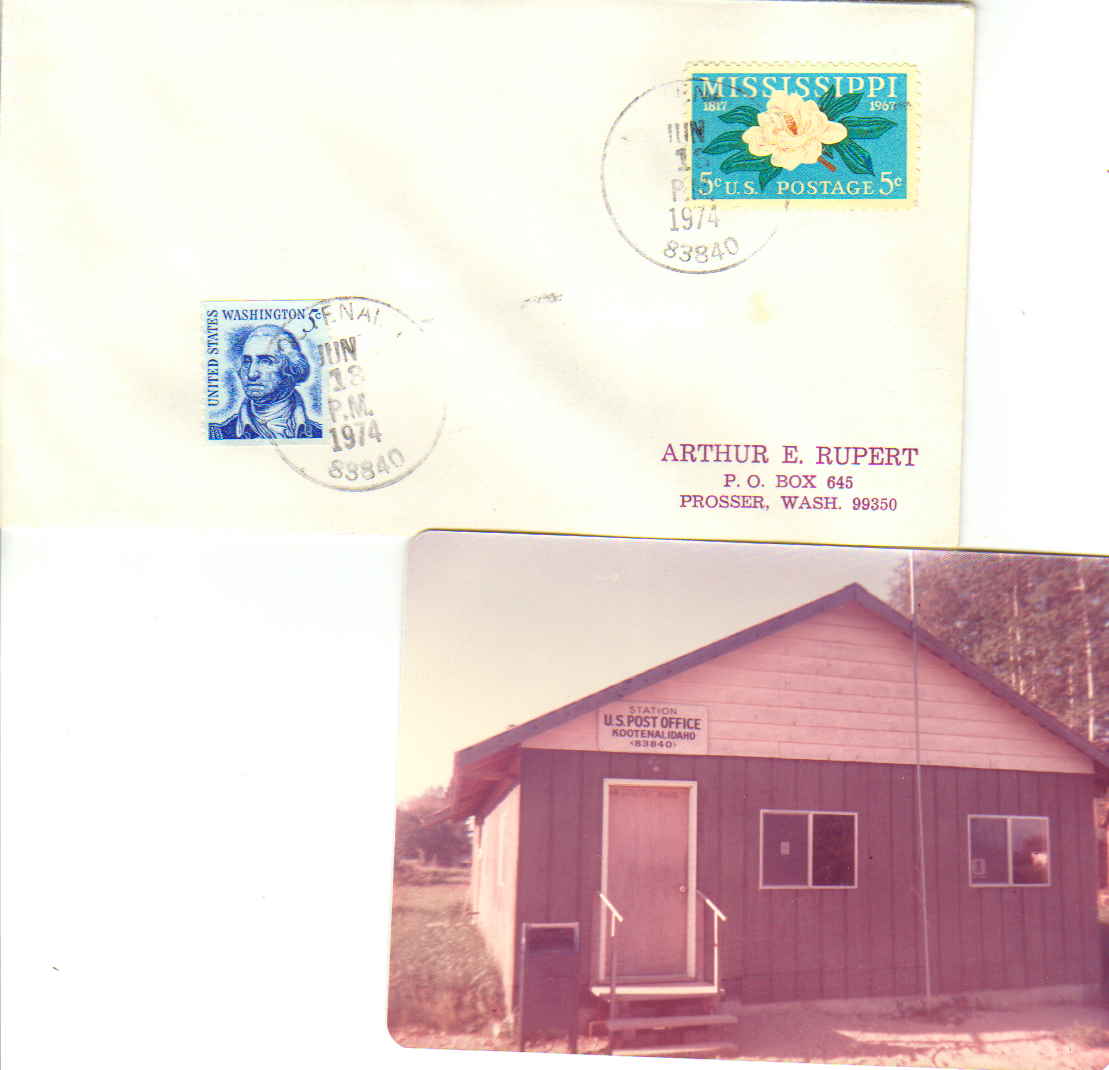 MISSISSIPPI
1817 1967
5c U.S. POSTAGE 5c
JUN
P.M.
1974
83840
UNITED STATES
WASHINGTON 5c
JUN
18
P.M.
1974
83840
ARTHUR E. RUPERT
P. O. BOX 645
PROSSER, WASH. 99350
STATION
U.S. POST OFFICE
KOOTENAI, IDAHO
<83840>